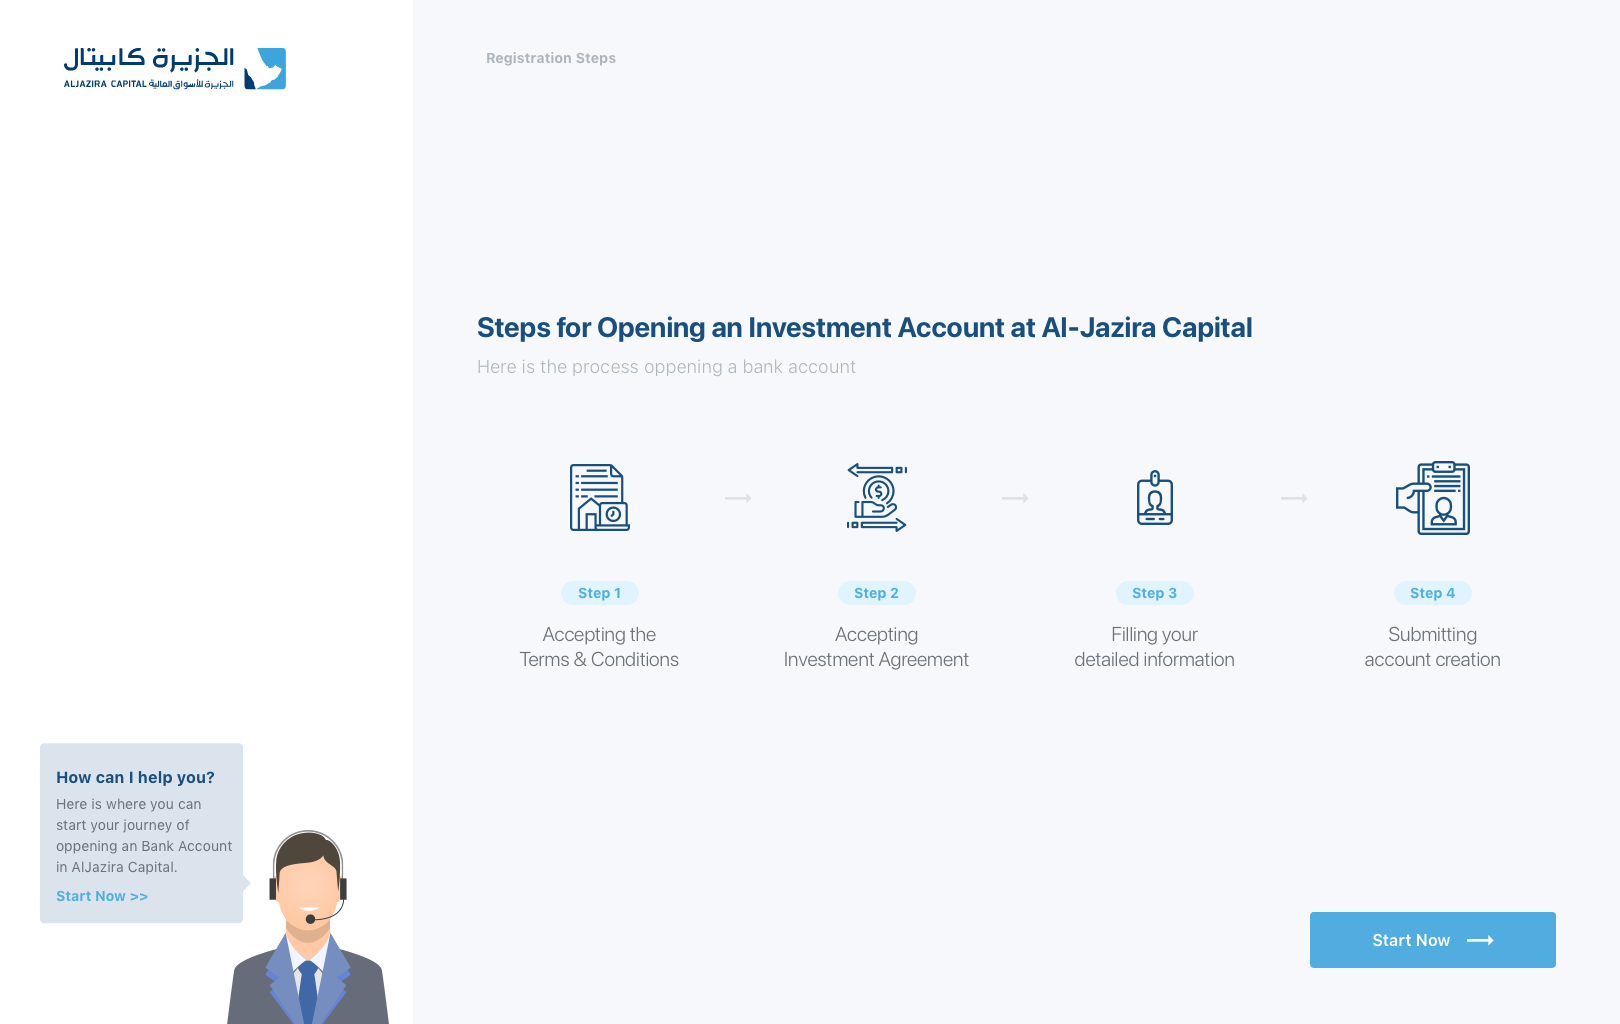 الجزيرة كابيتال
ALJAZIRA CAPITAL الجزيرة للأسواق المالية
Registration Steps
Steps for Opening an Investment Account at Al-Jazira Capital
Here is the process oppening a bank account
Step 1
Accepting the
Terms & Conditions
Step 2
Accepting
Investment Agreement
Step 3
Filling your
detailed information
Step 4
Submitting
account creation
How can I help you?
Here is where you can
start your journey of
oppening an Bank Account
in AlJazira Capital.
Start Now >>
Start Now